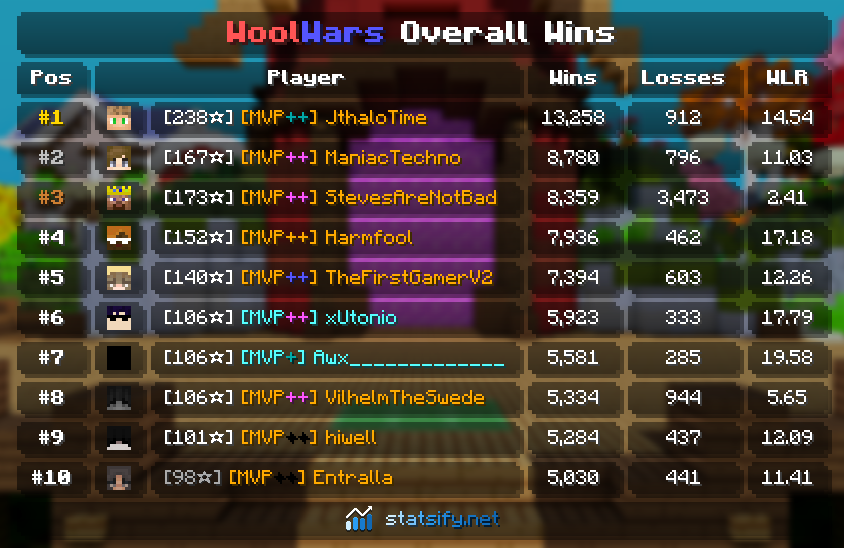 WoolWars Overall Wins
Pos Player Wins Losses WLR
#1 [238☆] [MVP++] JthaloTime 13,258 912 14.54
#2 [167☆] [MVP++] ManiacTechno 8,780 796 11.03
#3 [173☆] [MVP++] StevesAreNotBad 8,359 3,473 2.41
#4 [152☆] [MVP++] Harmfool 7,936 462 17.18
#5 [140☆] [MVP++] TheFirstGamerV2 7,394 603 12.26
#6 [106☆] [MVP++] xUtonio 5,923 333 17.79
#7 [106☆] [MVP+] Awx_____________ 5,581 285 19.58
#8 [106☆] [MVP++] VilhelmTheSwede 5,334 944 5.65
#9 [101☆] [MVP++] hiwell 5,284 437 12.09
#10 [98☆] [MVP++] Entralla 5,030 441 11.41
statsify.net